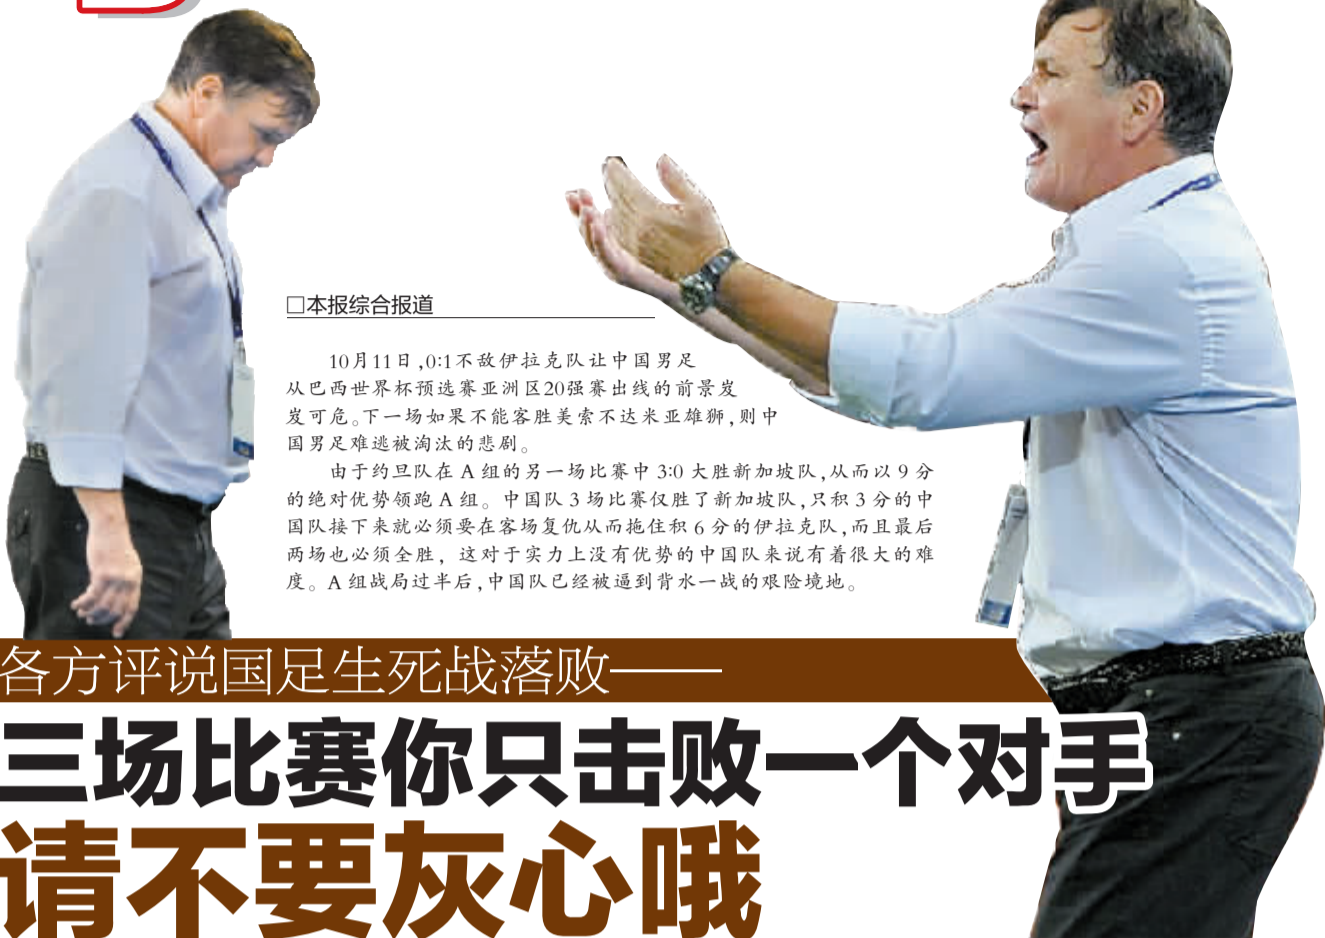 □本报综合报道
10月11日,0:1不敌伊拉克队让中国男足
从巴西世界杯预选赛亚洲区20强赛出线的前景岌
岌可危。下一场如果不能客胜美索不达米亚雄狮,则中
国男足难逃被淘汰的悲剧。
由于约旦队在 A 组的另一场比赛中 3:0 大胜新加坡队,从而以 9 分
的绝对优势领跑 A 组。中国队 3 场比赛仅胜了新加坡队,只积 3 分的中
国队接下来就必须要在客场复仇从而拖住积 6 分的伊拉克队,而且最后
两场也必须全胜，这对于实力上没有优势的中国队来说有着很大的难
度。A 组战局过半后,中国队已经被逼到背水一战的艰险境地。
各方评说国足生死战落败——
三场比赛你只击败一个对手
请不要灰心哦